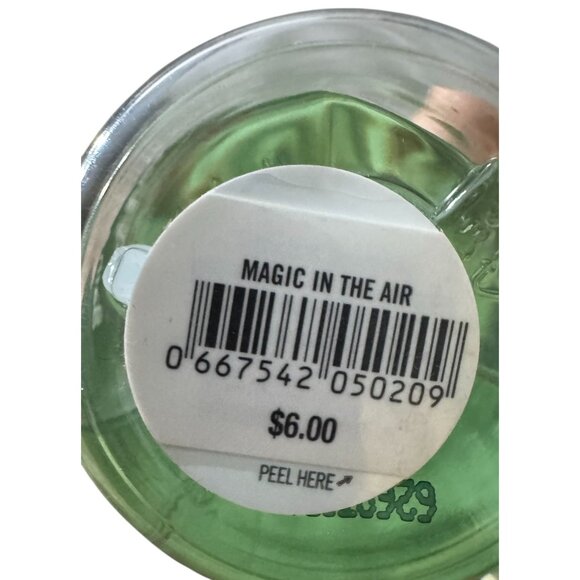 MAGIC IN THE AIR
0 667542 050209
$6.00
PEEL HERE